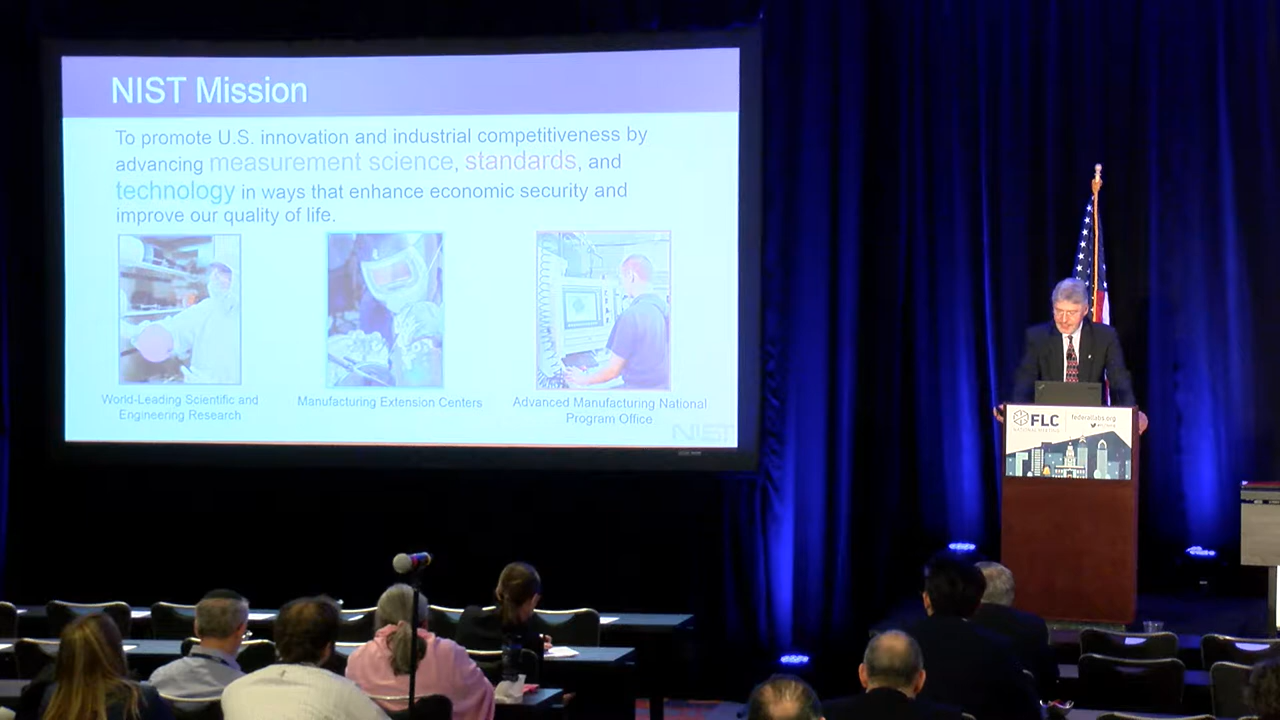 NIST Mission
To promote U.S. innovation and industrial competitiveness by
advancing measurement science, standards, and
technology in ways that enhance economic security and
improve our quality of life.
World-Leading Scientific and
Engineering Research
Manufacturing Extension Centers
Advanced Manufacturing National
Program Office
NIST
FLC
NATIONAL MEETING
federallabs.org